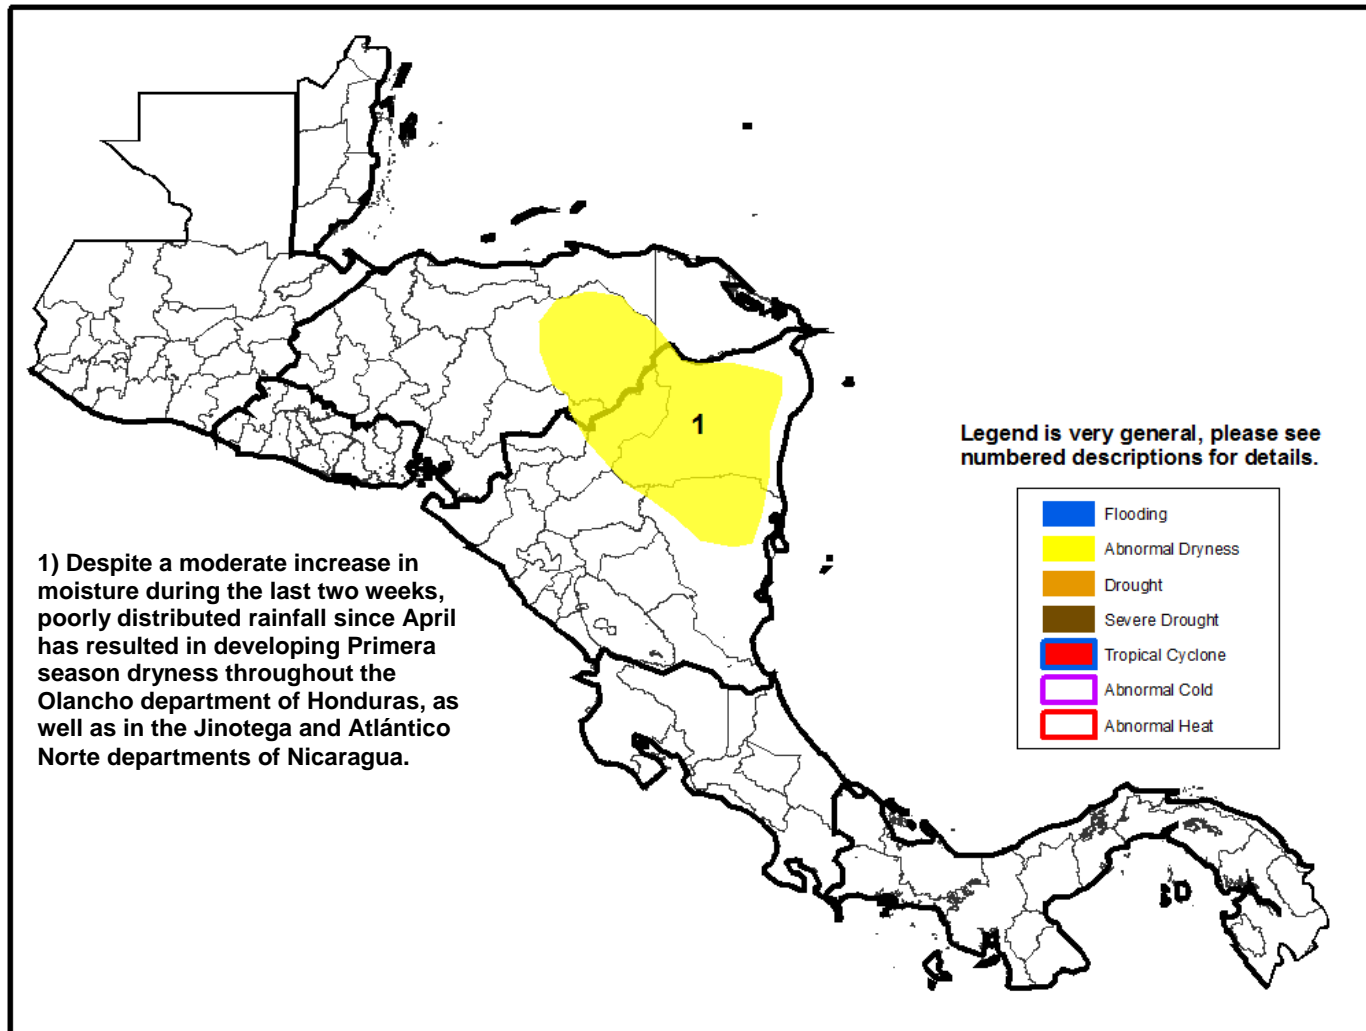 1
Legend is very general, please see
numbered descriptions for details.
Flooding
Abnormal Dryness
Drought
Severe Drought
Tropical Cyclone
Abnormal Cold
Abnormal Heat
1) Despite a moderate increase in
moisture during the last two weeks,
poorly distributed rainfall since April
has resulted in developing Primera
season dryness throughout the
Olancho department of Honduras, as
well as in the Jinotega and Atlántico
Norte departments of Nicaragua.